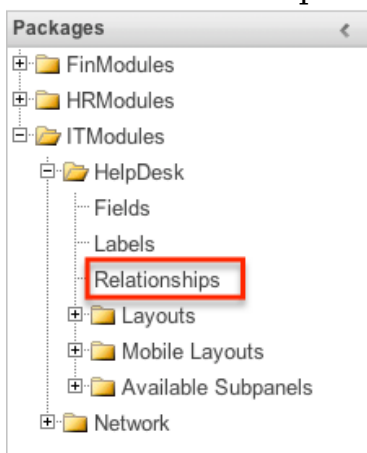 Packages
FinModules
HRModules
ITModules
HelpDesk
Fields
Labels
Relationships
Layouts
Mobile Layouts
Available Subpanels
Network